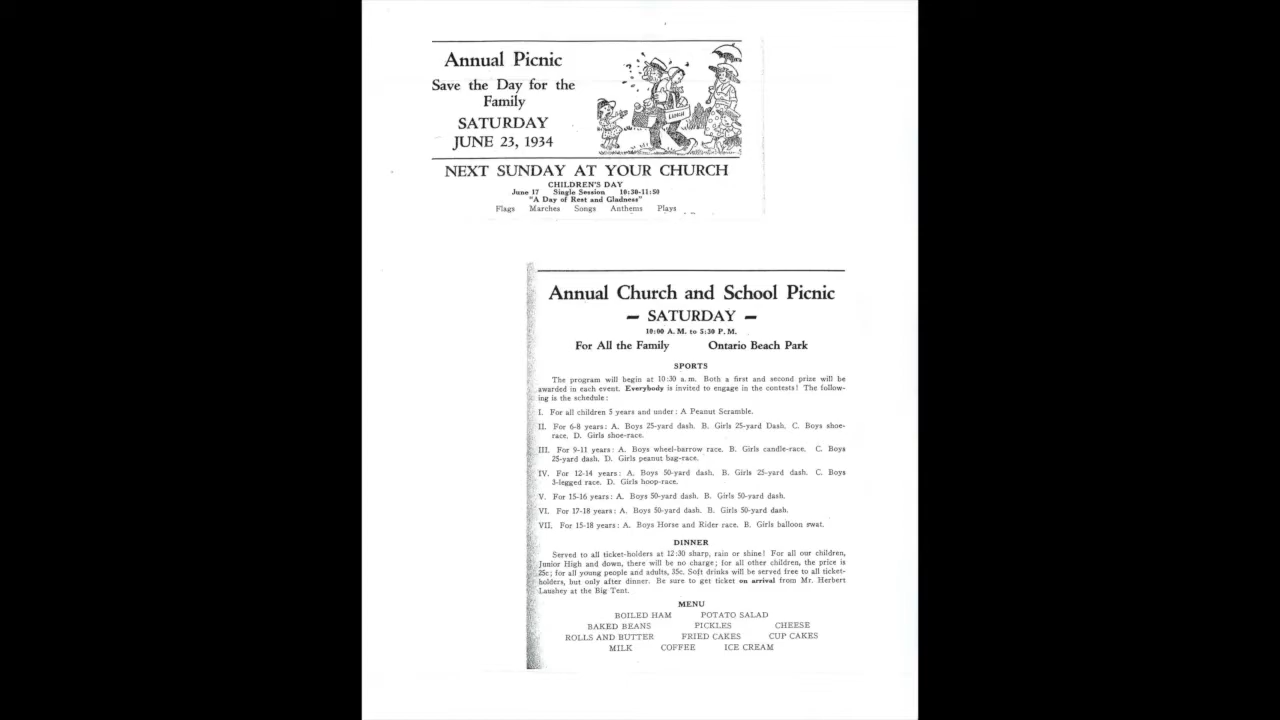 Annual Picnic
Save the Day for the
Family
SATURDAY
JUNE 23, 1934
LUNCH
NEXT SUNDAY AT YOUR CHURCH
CHILDREN'S DAY
June 17 Single Session 10:30-11:50
"A Day of Rest and Gladness"
Flags Marches Songs Anthems Plays
Annual Church and School Picnic
— SATURDAY —
10:00 A. M. to 5:30 P. M.
For All the Family Ontario Beach Park
SPORTS
The program will begin at 10:30 a. m. Both a first and second prize will be
awarded in each event. Everybody is invited to engage in the contests! The follow-
ing is the schedule:
I. For all children 5 years and under: A Peanut Scramble.
II. For 6-8 years: A. Boys 25-yard dash. B. Girls 25-yard Dash. C. Boys shoe-
race. D. Girls shoe-race.
III. For 9-11 years: A. Boys wheel-barrow race. B. Girls candle-race. C. Boys
25-yard dash. D. Girls peanut bag-race.
IV. For 12-14 years: A. Boys 50-yard dash. B. Girls 25-yard dash. C. Boys
3-legged race. D. Girls hoop-race.
V. For 15-16 years: A. Boys 50-yard dash. B. Girls 50-yard dash.
VI. For 17-18 years: A. Boys 50-yard dash. B. Girls 50-yard dash.
VII. For 15-18 years: A. Boys Horse and Rider race. B. Girls balloon swat.
DINNER
Served to all ticket-holders at 12:30 sharp, rain or shine! For all our children,
Junior High and down, there will be no charge; for all other children, the price is
25c; for all young people and adults, 35c. Soft drinks will be served free to all ticket-
holders, but only after dinner. Be sure to get ticket on arrival from Mr. Herbert
Laushey at the Big Tent.
MENU
BOILED HAM POTATO SALAD
BAKED BEANS PICKLES CHEESE
ROLLS AND BUTTER FRIED CAKES CUP CAKES
MILK COFFEE ICE CREAM